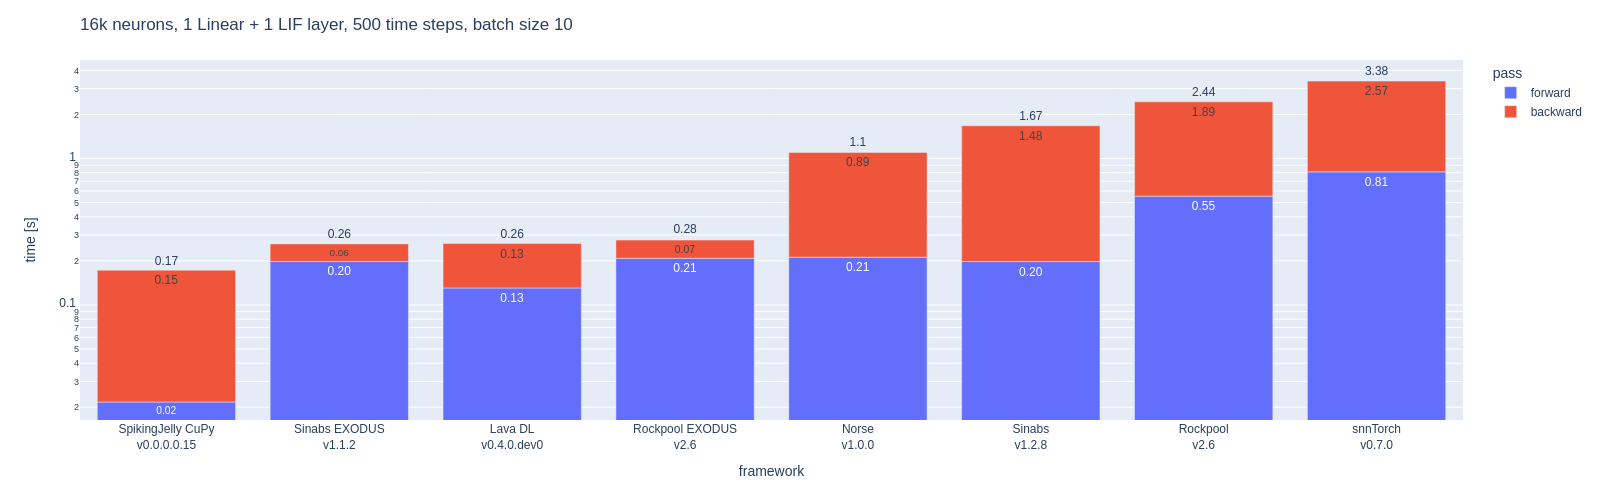 16k neurons, 1 Linear + 1 LIF layer, 500 time steps, batch size 10
pass
forward
backward
time [s]
4
3
2
1
9
8
7
6
5
4
3
2
0.1
9
8
7
6
5
4
3
2
0.17
0.15
0.02
0.26
0.06
0.20
0.26
0.13
0.13
0.28
0.07
0.21
1.1
0.89
0.21
1.67
1.48
0.20
2.44
1.89
0.55
3.38
2.57
0.81
SpikingJelly CuPy
v0.0.0.0.15
Sinabs EXODUS
v1.1.2
Lava DL
v0.4.0.dev0
Rockpool EXODUS
v2.6
Norse
v1.0.0
Sinabs
v1.2.8
Rockpool
v2.6
snnTorch
v0.7.0
framework